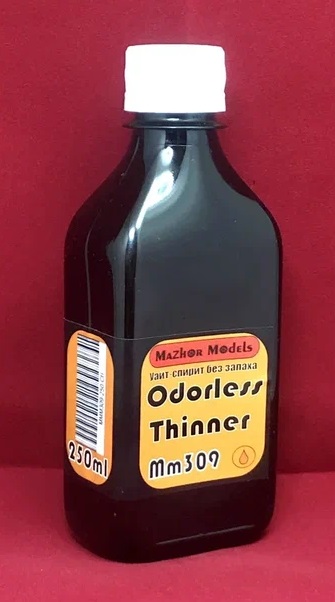 MaZhor Models
Уайт-спирит без запаха
Odorless
Thinner
Mm309
250ml